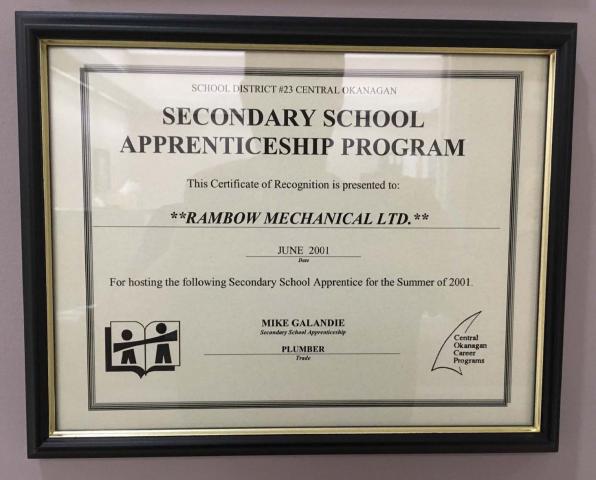 SCHOOL DISTRICT #23 CENTRAL OKANAGAN
SECONDARY SCHOOL
APPRENTICESHIP PROGRAM
This Certificate of Recognition is presented to:
**RAMBOW MECHANICAL LTD.**
JUNE 2001
Date
For hosting the following Secondary School Apprentice for the Summer of 2001.
MIKE GALANDIE
Secondary School Apprenticeship
PLUMBER
Trade
Central
Okanagan
Career
Programs